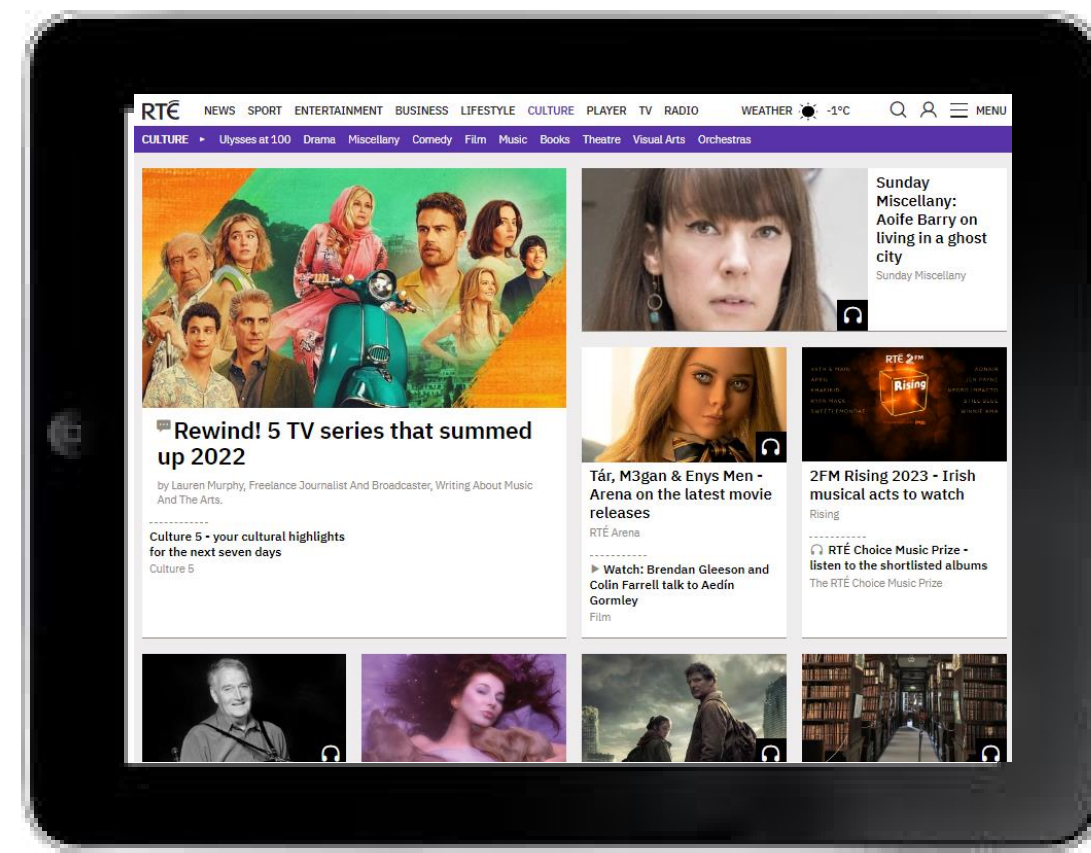 RTÉ NEWS SPORT ENTERTAINMENT BUSINESS LIFESTYLE CULTURE PLAYER TV RADIO WEATHER -1°C MENU
CULTURE Ulysses at 100 Drama Miscellany Comedy Film Music Books Theatre Visual Arts Orchestras
Rewind! 5 TV series that summed
up 2022
by Lauren Murphy, Freelance Journalist And Broadcaster, Writing About Music
And The Arts.
Culture 5 - your cultural highlights
for the next seven days
Culture 5
Sunday
Miscellany:
Aoife Barry on
living in a ghost
city
Sunday Miscellany
Tár, M3gan & Enys Men -
Arena on the latest movie
releases
RTÉ Arena
Watch: Brendan Gleeson and
Colin Farrell talk to Aedín
Gormley
Film
RTÉ 2FM
Rising
2FM Rising 2023 - Irish
musical acts to watch
Rising
RTÉ Choice Music Prize -
listen to the shortlisted albums
The RTÉ Choice Music Prize